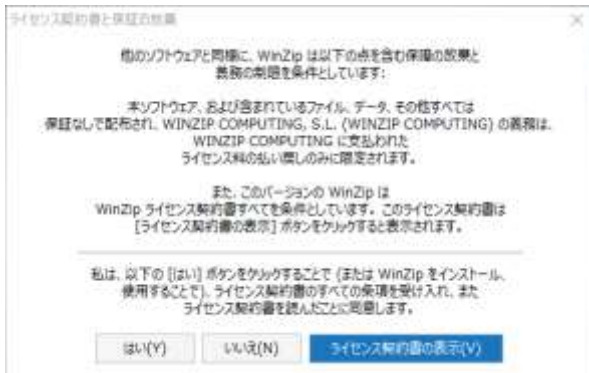 ライセンス契約書と保証の放棄
他のソフトウェアと同様に、WinZip は以下の点を含む保障の放棄と
義務の制限を条件としています:
本ソフトウェア、および含まれているファイル、データ、その他すべては
保証なしで配布され、WINZIP COMPUTING, S.L. (WINZIP COMPUTING) の義務は、
WINZIP COMPUTING に支払われた
ライセンス料の払い戻しのみに限定されます。
また、このバージョンの WinZip は
WinZip ライセンス契約書すべてを条件としています。このライセンス契約書は
[ライセンス契約書の表示] ボタンをクリックすると表示されます。
私は、以下の [はい] ボタンをクリックすることで (または WinZip をインストール、
使用することで)、ライセンス契約書のすべての条項を受け入れ、また
ライセンス契約書を読んだことに同意します。
はい(Y)
いいえ(N)
ライセンス契約書の表示(V)